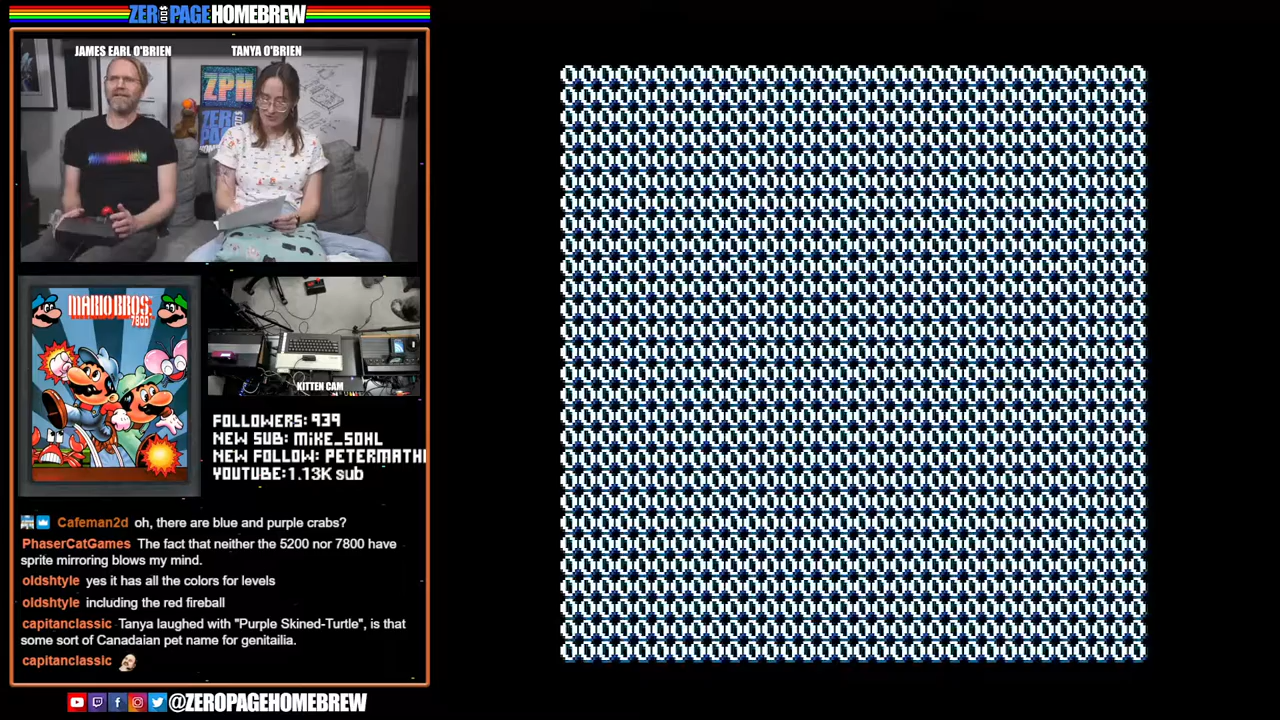 ZEROPAGE HOMEBREW
JAMES EARL O'BRIEN
TANYA O'BRIEN
ZPH
ZERO
PAGE
MARIO BROS.
7800
KITTEN CAM
FOLLOWERS: 939
NEW SUB: MIKE_SOHL
NEW FOLLOW: PETERMATH
YOUTUBE:1.13K sub
Cafeman2d oh, there are blue and purple crabs?
PhaserCatGames The fact that neither the 5200 nor 7800 have
sprite mirroring blows my mind.
oldshtyle yes it has all the colors for levels
oldshtyle including the red fireball
capitanclassic Tanya laughed with "Purple Skined-Turtle", is that
some sort of Canadaian pet name for genitailia.
capitanclassic
@ZEROPAGEHOMEBREW